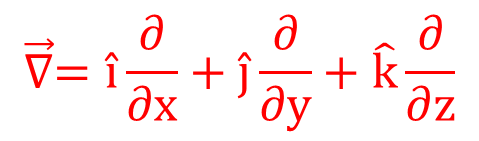 ∇⃗= î ∂/∂x + ĵ ∂/∂y + k̂ ∂/∂z